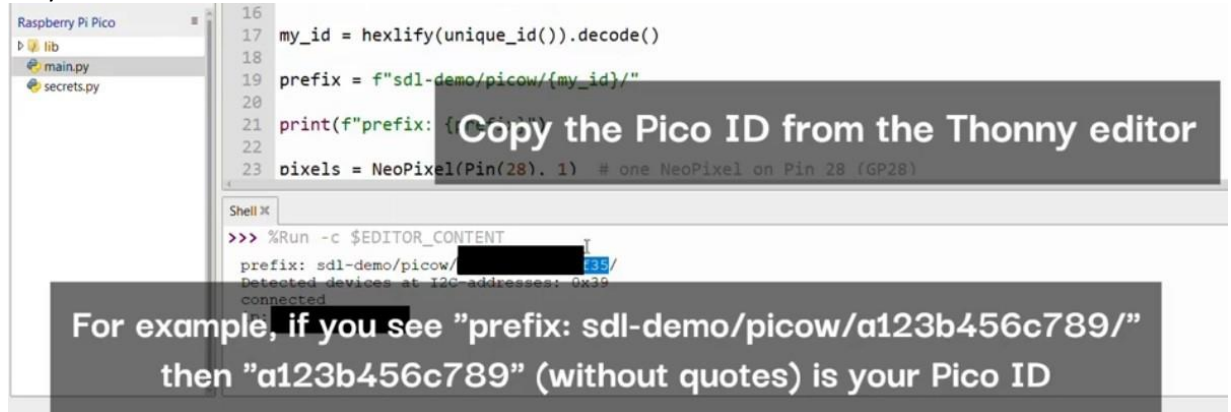 Raspberry Pi Pico
lib
main.py
secrets.py
16
17 my_id = hexlify(unique_id()).decode()
18
19 prefix = f"sdl-demo/picow/{my_id}/"
20
21 print(f"prefix: {prefix}")
22
23 pixels = NeoPixel(Pin(28), 1)  # one NeoPixel on Pin 28 (GP28)
Copy the Pico ID from the Thonny editor
Shell
>>> %Run -c $EDITOR_CONTENT
prefix: sdl-demo/picow/ f35/
Detected devices at I2C-addresses: 0x39
connected
For example, if you see "prefix: sdl-demo/picow/a123b456c789/"
then "a123b456c789" (without quotes) is your Pico ID